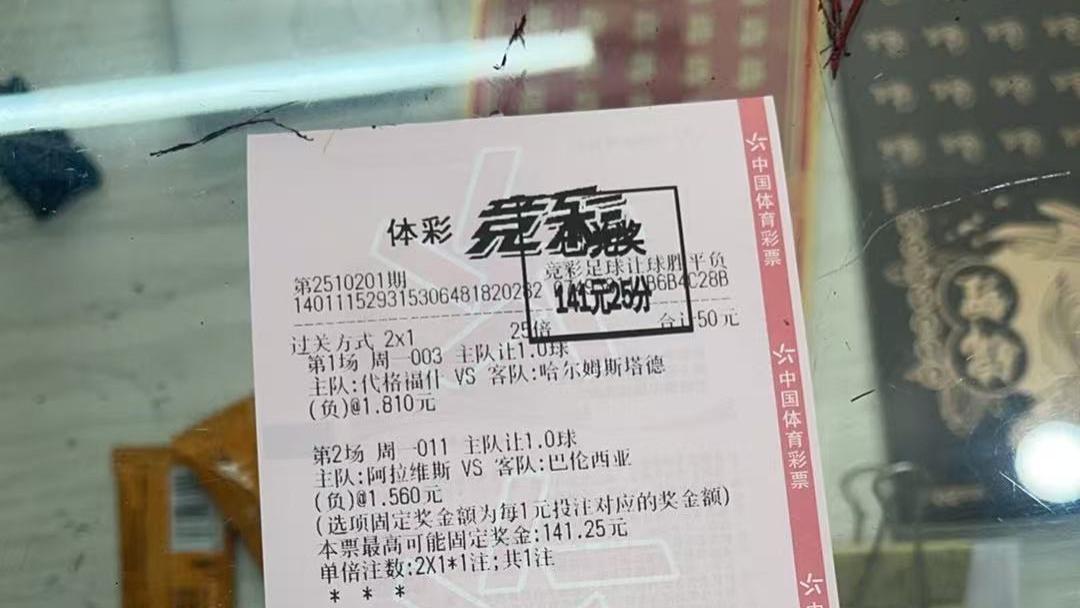 体彩 竞彩
已兑奖
141元25分
第2510201期 竞彩足球让球胜平负
140111529315306481820282
过关方式 2x1 25倍 合计50元
第1场 周一003 主队让1.0球
主队:代格福什 VS 客队:哈尔姆斯塔德
(负)@1.810元
第2场 周一011 主队让1.0球
主队:阿拉维斯 VS 客队:巴伦西亚
(负)@1.560元
(选项固定奖金额为每1元投注对应的奖金额)
本票最高可能固定奖金:141.25元
单倍注数:2X1*1注;共1注
* * *
中国体育彩票
中国体育彩票